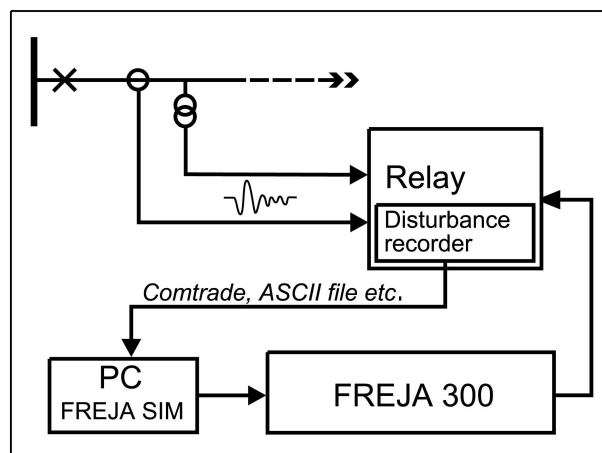 Relay
Disturbance
recorder
Comtrade, ASCII file etc.
PC
FREJA SIM
FREJA 300